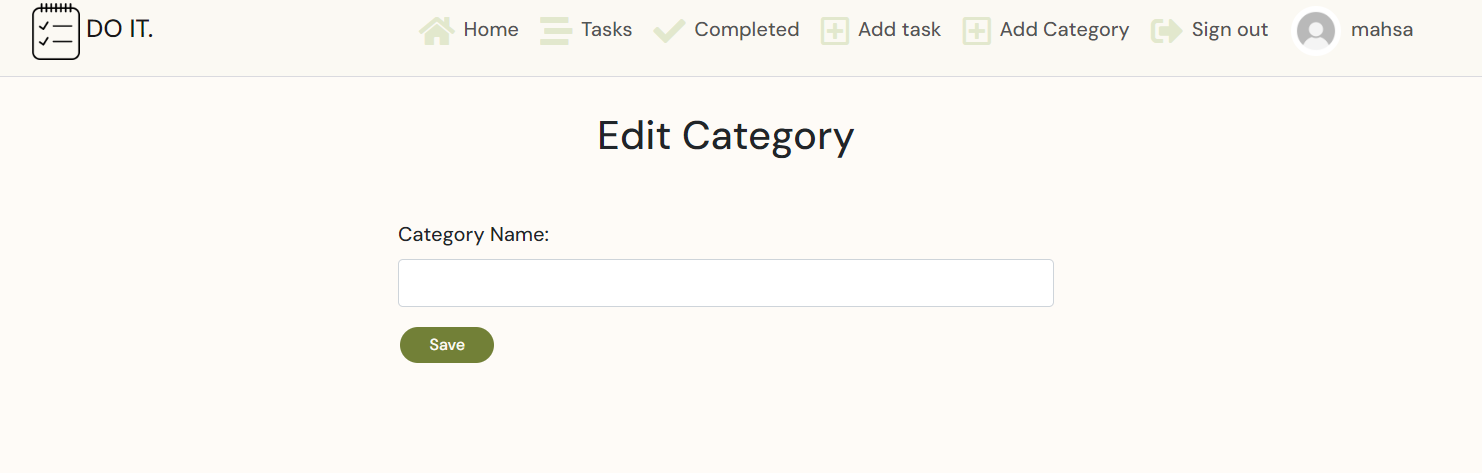 DO IT.
Home Tasks Completed Add task Add Category Sign out mahsa
Edit Category
Category Name:
Save